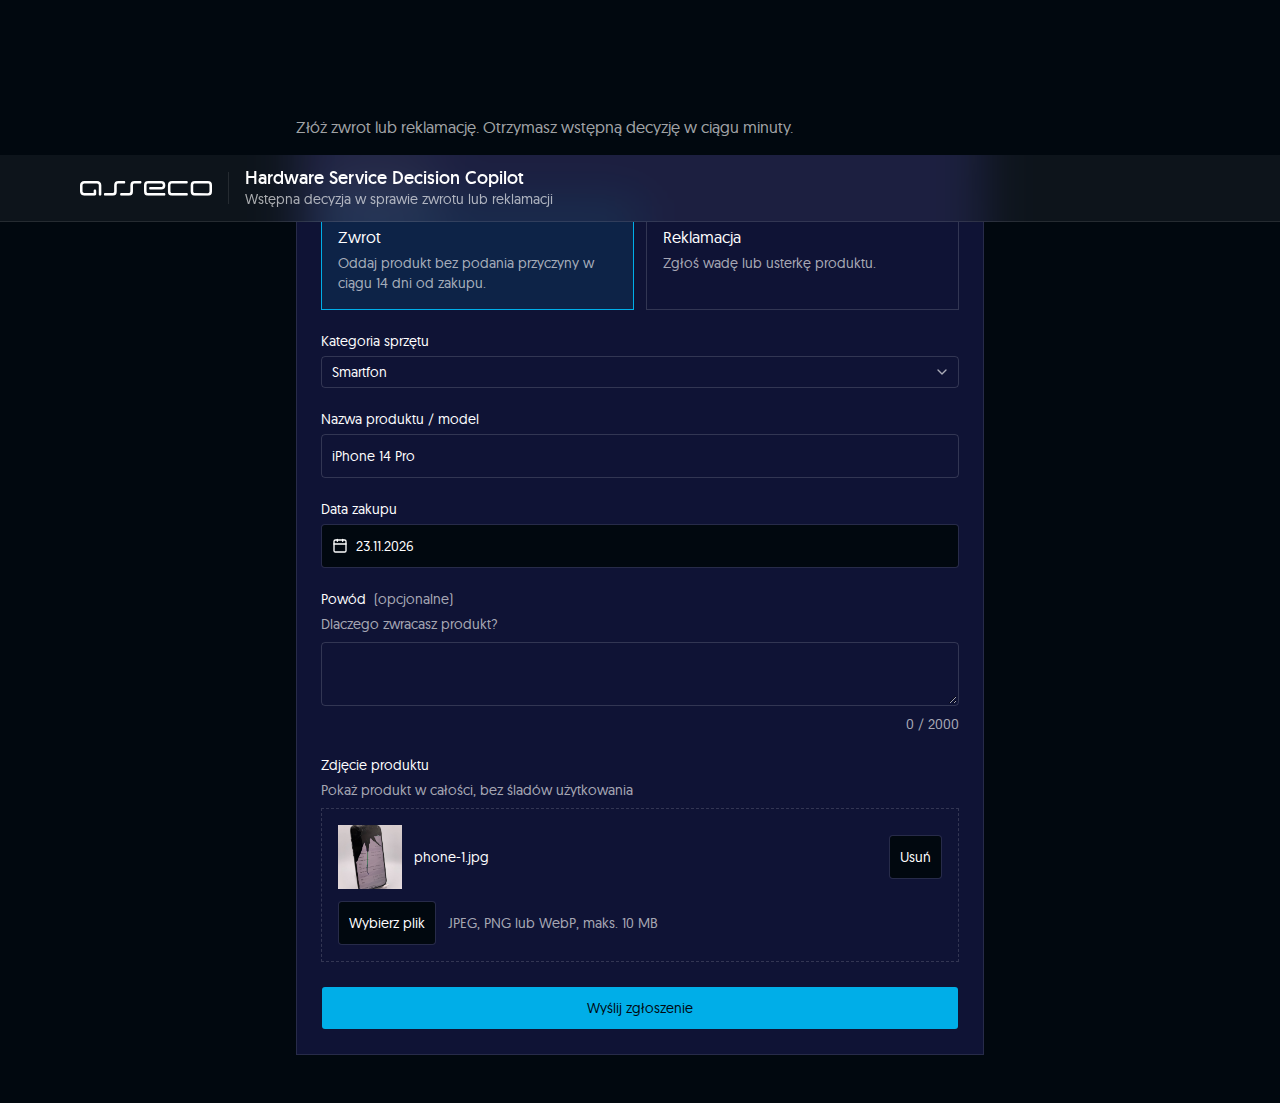 Złóż zwrot lub reklamację. Otrzymasz wstępną decyzję w ciągu minuty.
asseco
Hardware Service Decision Copilot
Wstępna decyzja w sprawie zwrotu lub reklamacji
Zwrot
Oddaj produkt bez podania przyczyny w
ciągu 14 dni od zakupu.
Reklamacja
Zgłoś wadę lub usterkę produktu.
Kategoria sprzętu
Smartfon
Nazwa produktu / model
iPhone 14 Pro
Data zakupu
23.11.2026
Powód (opcjonalne)
Dlaczego zwracasz produkt?
0 / 2000
Zdjęcie produktu
Pokaż produkt w całości, bez śladów użytkowania
phone-1.jpg
Usuń
Wybierz plik
JPEG, PNG lub WebP, maks. 10 MB
Wyślij zgłoszenie